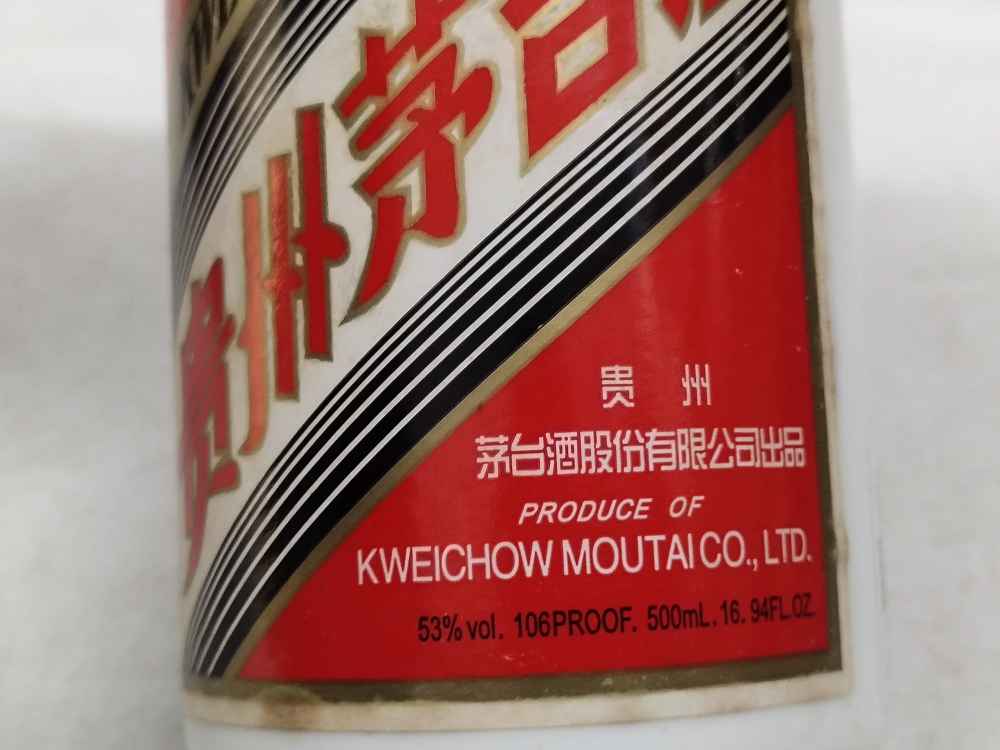 贵州茅台
贵 州
茅台酒股份有限公司出品
PRODUCE OF
KWEICHOW MOUTAI CO., LTD.
53%vol. 106PROOF. 500mL. 16. 94FL.OZ.